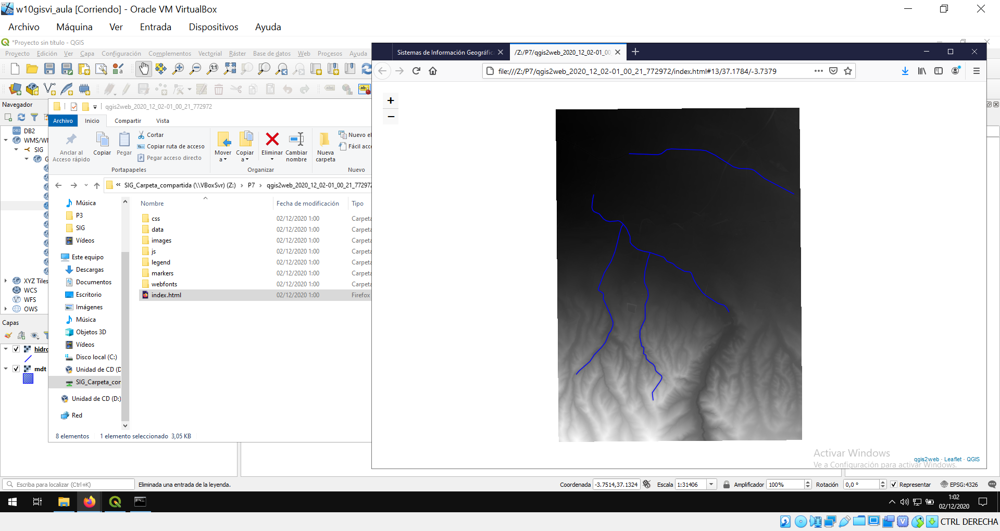 w10gisvi_aula [Corriendo] - Oracle VM VirtualBox
Archivo Máquina Ver Entrada Dispositivos Ayuda
*Proyecto sin título - QGIS
Proyecto Edición Ver Capa Configuración Complementos Vectorial Ráster Base de datos Web Procesos Ayuda
Sistemas de Información Geográfic
/Z:/P7/qgis2web_2020_12_02-01_00
file:///Z:/P7/qgis2web_2020_12_02-01_00_21_772972/index.html#13/37.1784/-3.7379
Navegador
DB2
WMS/W
SIG
G
XYZ Tiles
WCS
WFS
OWS
Capas
hidro
mdt
qgis2web_2020_12_02-01_00_21_772972
Archivo Inicio Compartir Vista
Anclar al Acceso rápido
Copiar
Pegar
Cortar
Copiar ruta de acceso
Pegar acceso directo
Portapapeles
Mover a
Copiar a
Eliminar
Cambiar nombre
Organizar
Nueva carpeta
Nuevo el
Fácil acc
Nuevo
« SIG_Carpeta_compartida (\\VBoxSvr) (Z:) > P7 > qgis2web_2020_12_02-01_00_21_772972
Música
P3
SIG
Vídeos
Este equipo
Descargas
Documentos
Escritorio
Imágenes
Música
Objetos 3D
Vídeos
Disco local (C:)
Unidad de CD (D
SIG_Carpeta_cor
Unidad de CD (D:)
Red
Nombre Fecha de modificación Tipo
css 02/12/2020 1:00 Carpeta
data 02/12/2020 1:00 Carpeta
images 02/12/2020 1:00 Carpeta
js 02/12/2020 1:00 Carpeta
legend 02/12/2020 1:00 Carpeta
markers 02/12/2020 1:00 Carpeta
webfonts 02/12/2020 1:00 Carpeta
index.html 02/12/2020 1:00 Firefox
8 elementos 1 elemento seleccionado 3,05 KB
+
−
Activar Windows
Ve a Configuración para activar Windows.
qgis2web · Leaflet · QGIS
Escriba para localizar (Ctrl+K)
Eliminada una entrada de la leyenda.
Coordenada -3.7514,37.1324 Escala 1:31406 Amplificador 100% Rotación 0,0 ° Representar EPSG:4326
1:02
02/12/2020
CTRL DERECHA